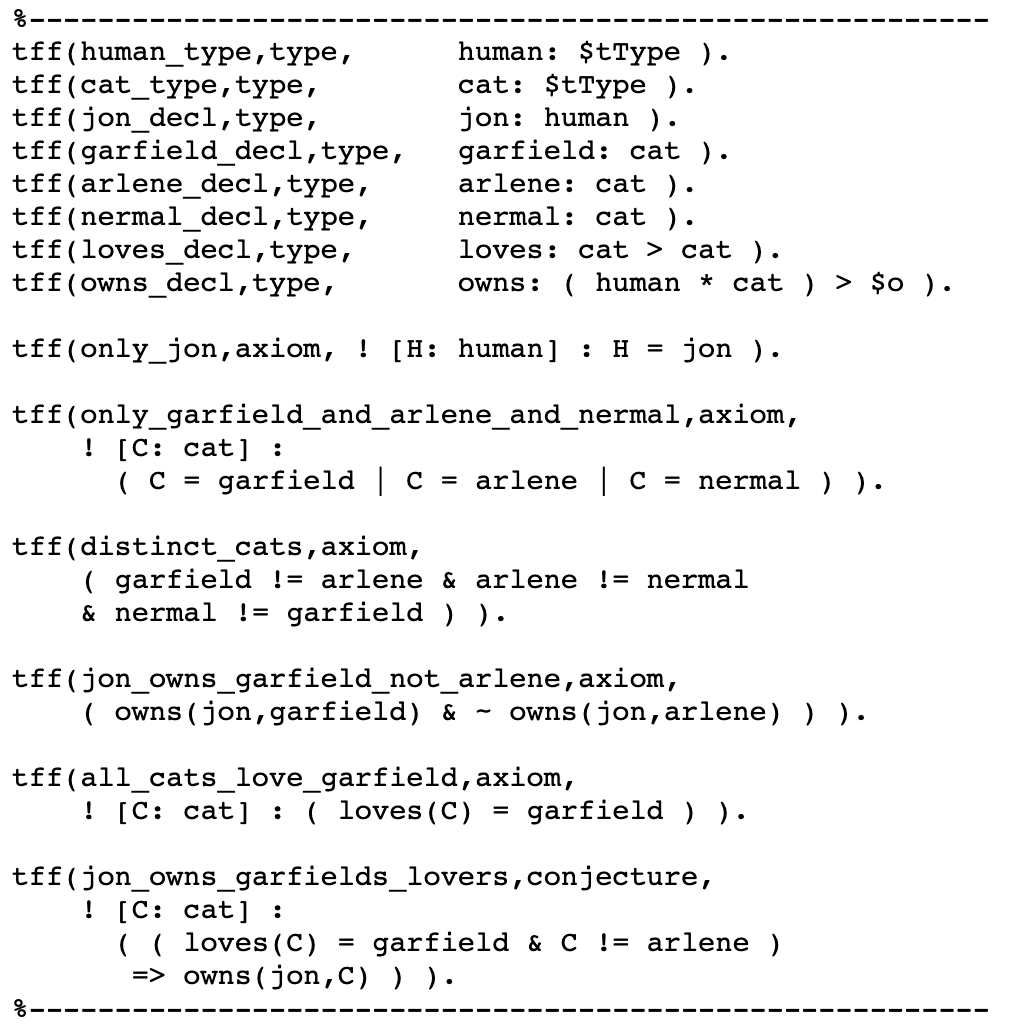 %--------------------------------------------------------
tff(human_type,type,      human: $tType ).
tff(cat_type,type,        cat: $tType ).
tff(jon_decl,type,        jon: human ).
tff(garfield_decl,type,   garfield: cat ).
tff(arlene_decl,type,     arlene: cat ).
tff(nermal_decl,type,     nermal: cat ).
tff(loves_decl,type,      loves: cat > cat ).
tff(owns_decl,type,       owns: ( human * cat ) > $o ).

tff(only_jon,axiom, ! [H: human] : H = jon ).

tff(only_garfield_and_arlene_and_nermal,axiom,
    ! [C: cat] :
      ( C = garfield | C = arlene | C = nermal ) ).

tff(distinct_cats,axiom,
    ( garfield != arlene & arlene != nermal
    & nermal != garfield ) ).

tff(jon_owns_garfield_not_arlene,axiom,
    ( owns(jon,garfield) & ~ owns(jon,arlene) ) ).

tff(all_cats_love_garfield,axiom,
    ! [C: cat] : ( loves(C) = garfield ) ).

tff(jon_owns_garfields_lovers,conjecture,
    ! [C: cat] :
      ( ( loves(C) = garfield & C != arlene )
       => owns(jon,C) ) ).
%--------------------------------------------------------